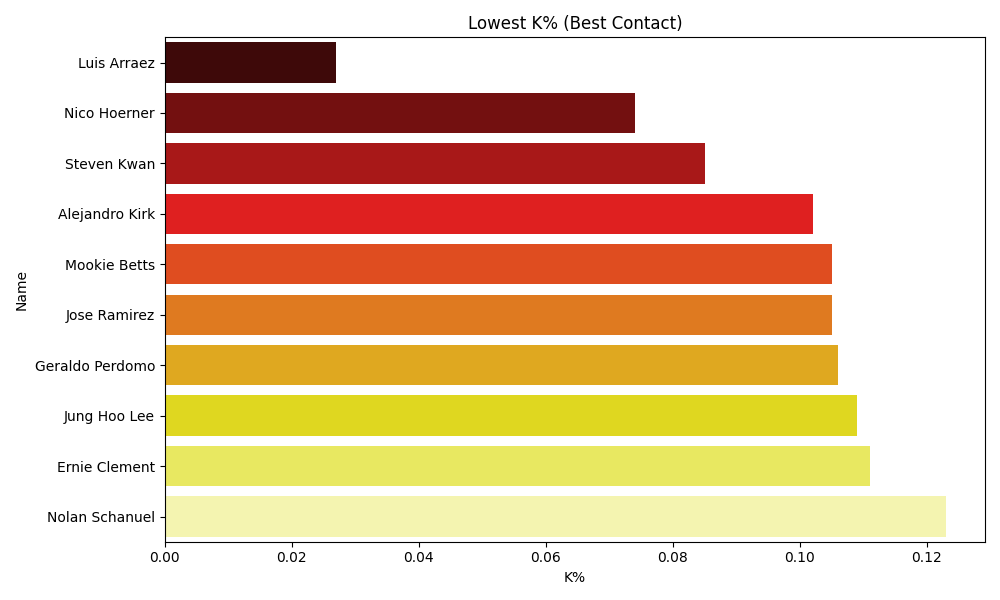 Lowest K% (Best Contact)
Luis Arraez
Nico Hoerner
Steven Kwan
Alejandro Kirk
Mookie Betts
Jose Ramirez
Geraldo Perdomo
Jung Hoo Lee
Ernie Clement
Nolan Schanuel
Name
0.00 0.02 0.04 0.06 0.08 0.10 0.12
K%